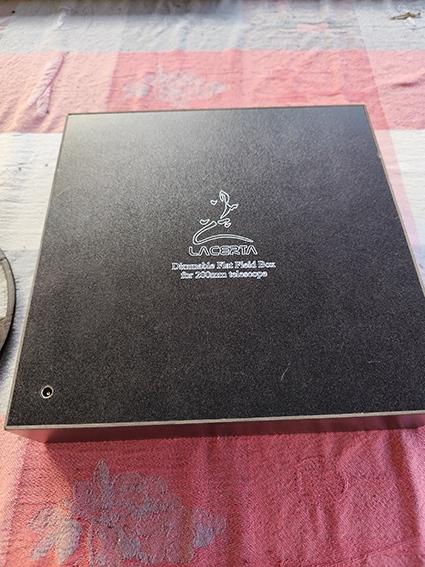 LACERTA
Dimmable Flat Field Box
for 200mm telescope